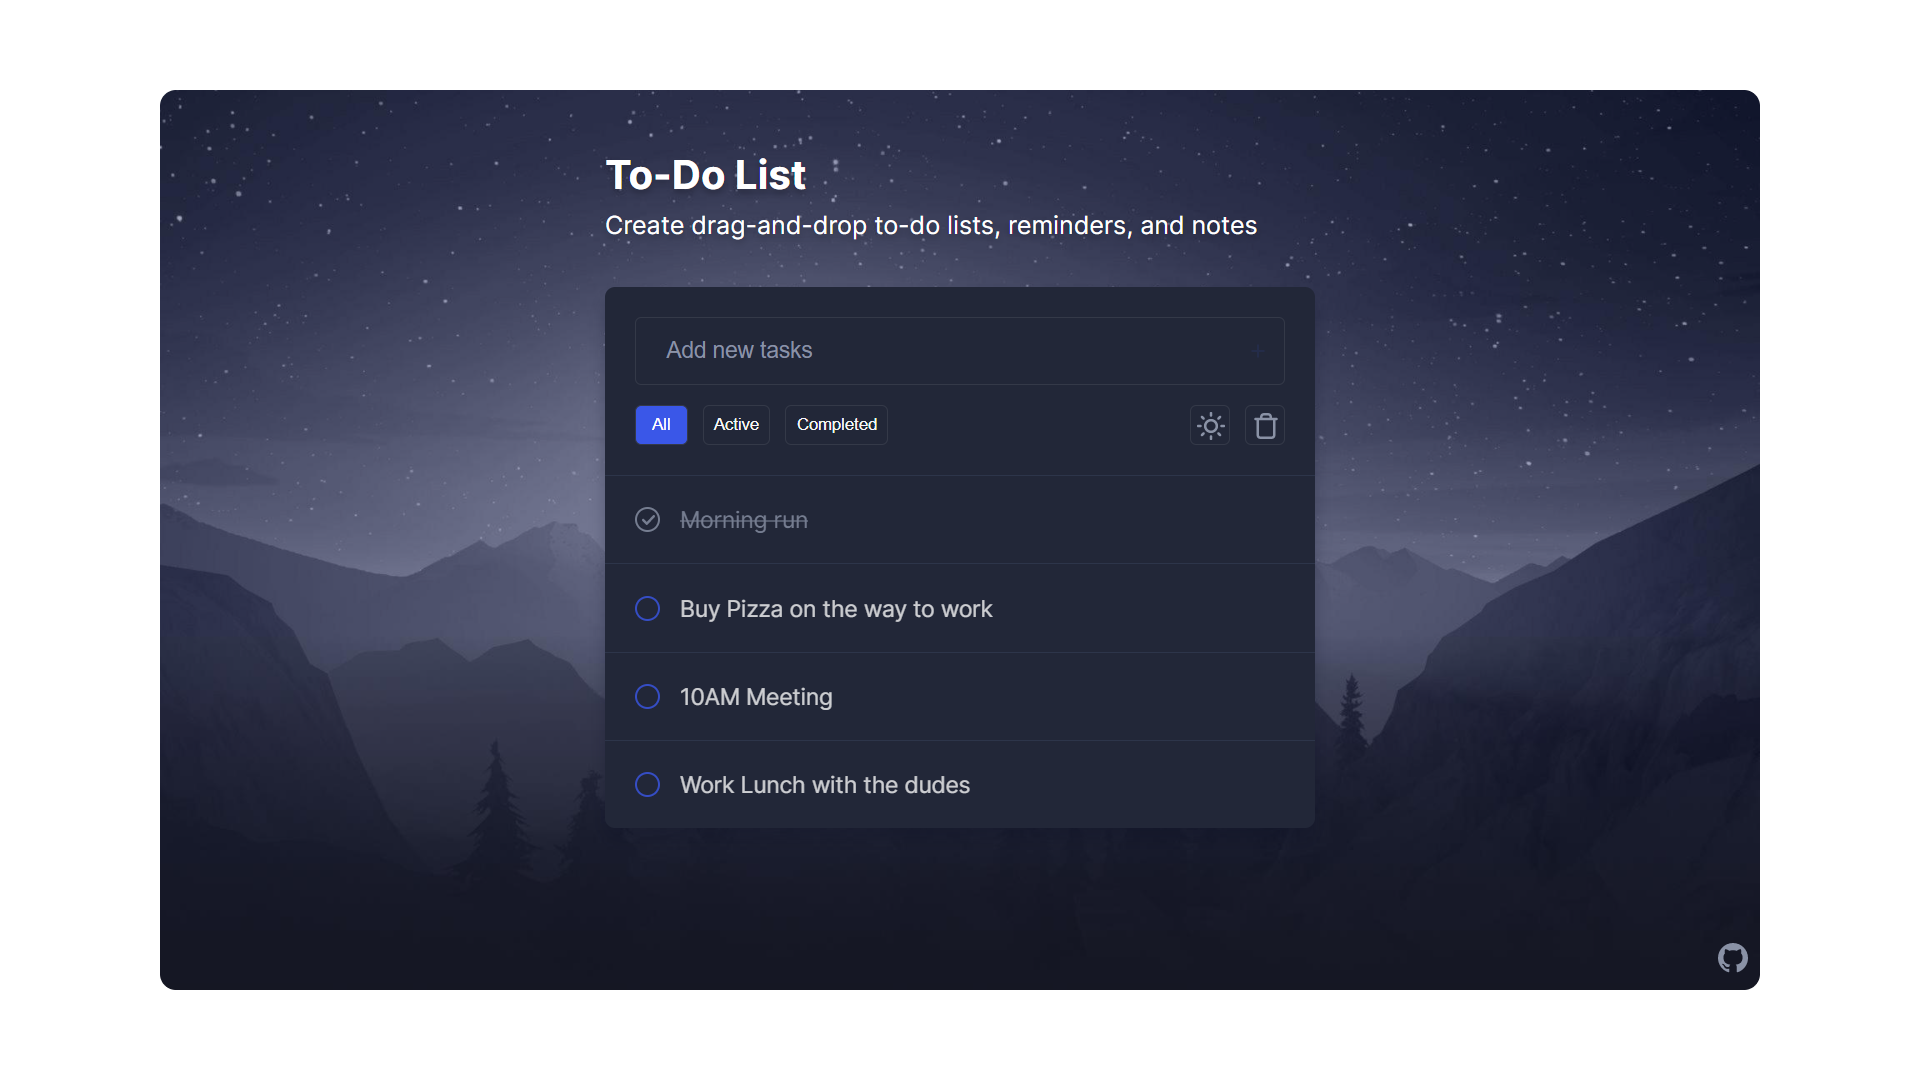 To-Do List
Create drag-and-drop to-do lists, reminders, and notes
Add new tasks
All Active Completed
Morning run
Buy Pizza on the way to work
10AM Meeting
Work Lunch with the dudes